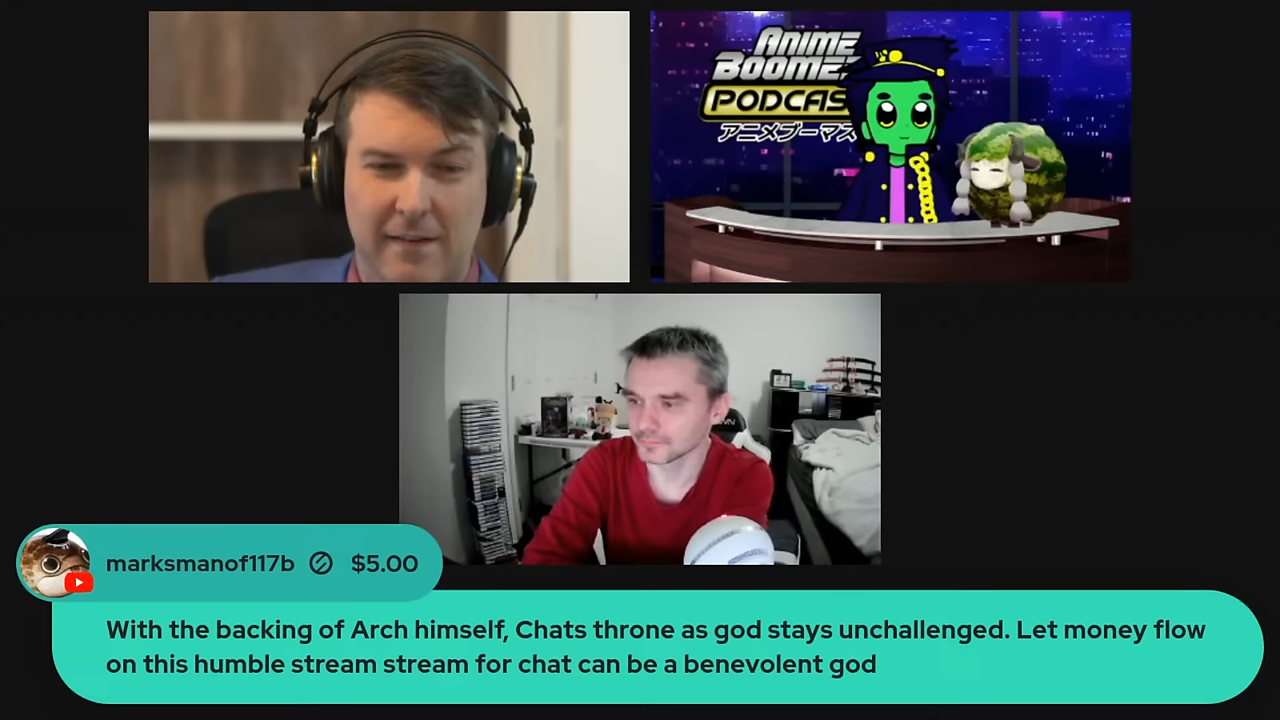 ANIME
BOOME
PODCAS
アニメブーマス
marksmanof117b $5.00
With the backing of Arch himself, Chats throne as god stays unchallenged. Let money flow
on this humble stream stream for chat can be a benevolent god